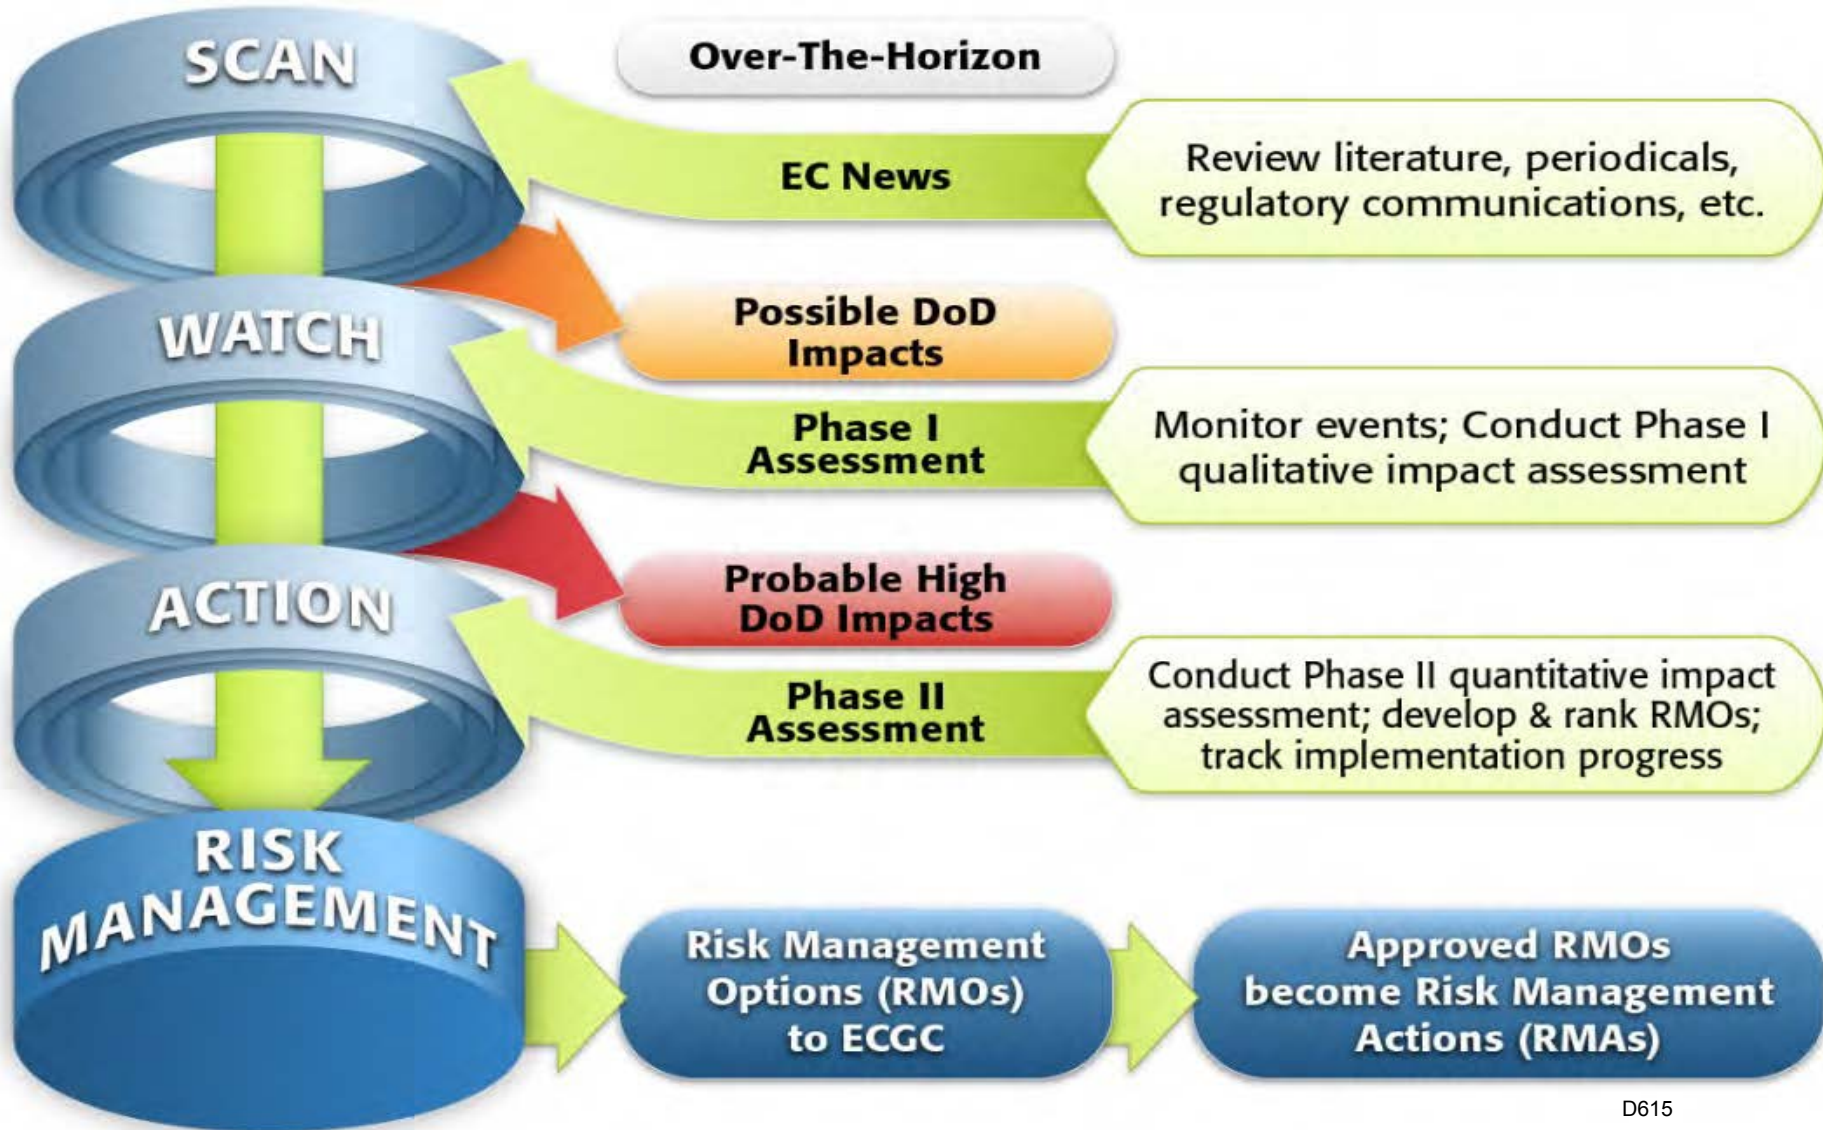 SCAN
Over-The-Horizon
EC News
Review literature, periodicals,
regulatory communications, etc.
WATCH
Possible DoD
Impacts
Phase I
Assessment
Monitor events; Conduct Phase I
qualitative impact assessment
ACTION
Probable High
DoD Impacts
Phase II
Assessment
Conduct Phase II quantitative impact
assessment; develop & rank RMOs;
track implementation progress
RISK
MANAGEMENT
Risk Management
Options (RMOs)
to ECGC
Approved RMOs
become Risk Management
Actions (RMAs)
D615